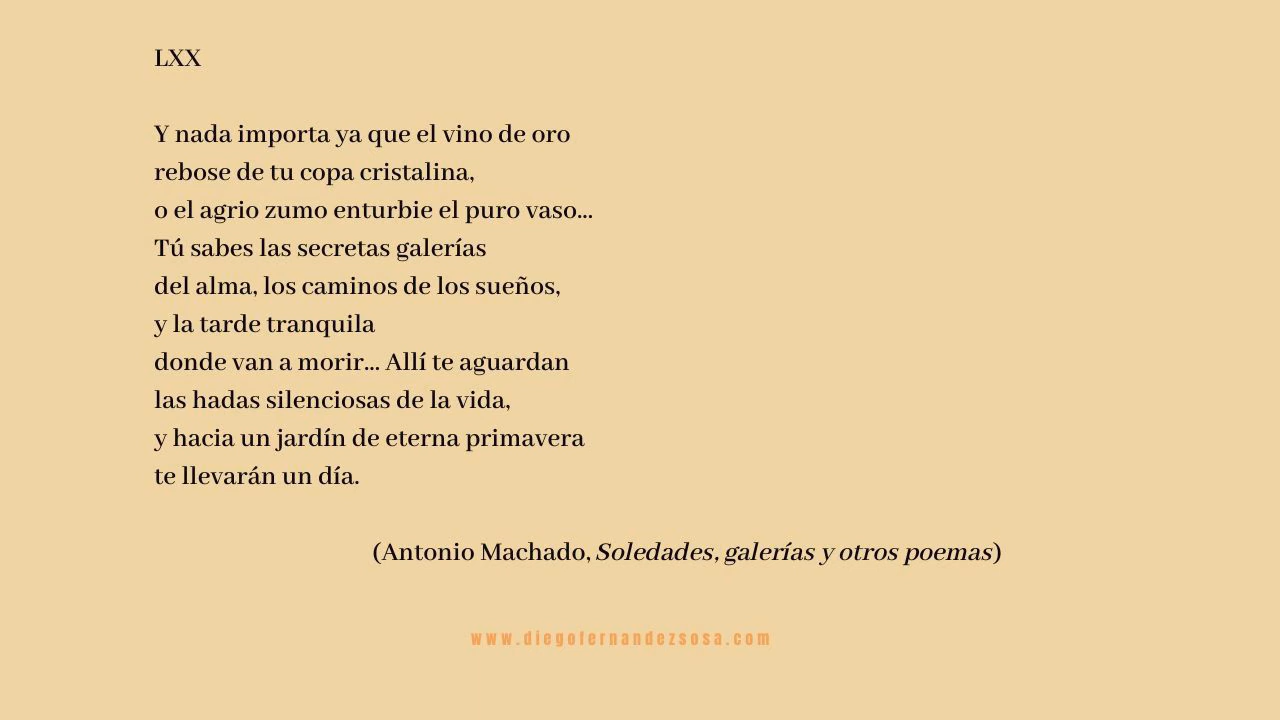 LXX
Y nada importa ya que el vino de oro
rebose de tu copa cristalina,
o el agrio zumo enturbie el puro vaso...
Tú sabes las secretas galerías
del alma, los caminos de los sueños,
y la tarde tranquila
donde van a morir... Allí te aguardan
las hadas silenciosas de la vida,
y hacia un jardín de eterna primavera
te llevarán un día.
(Antonio Machado, Soledades, galerías y otros poemas)
www.diegofernandezsosa.com